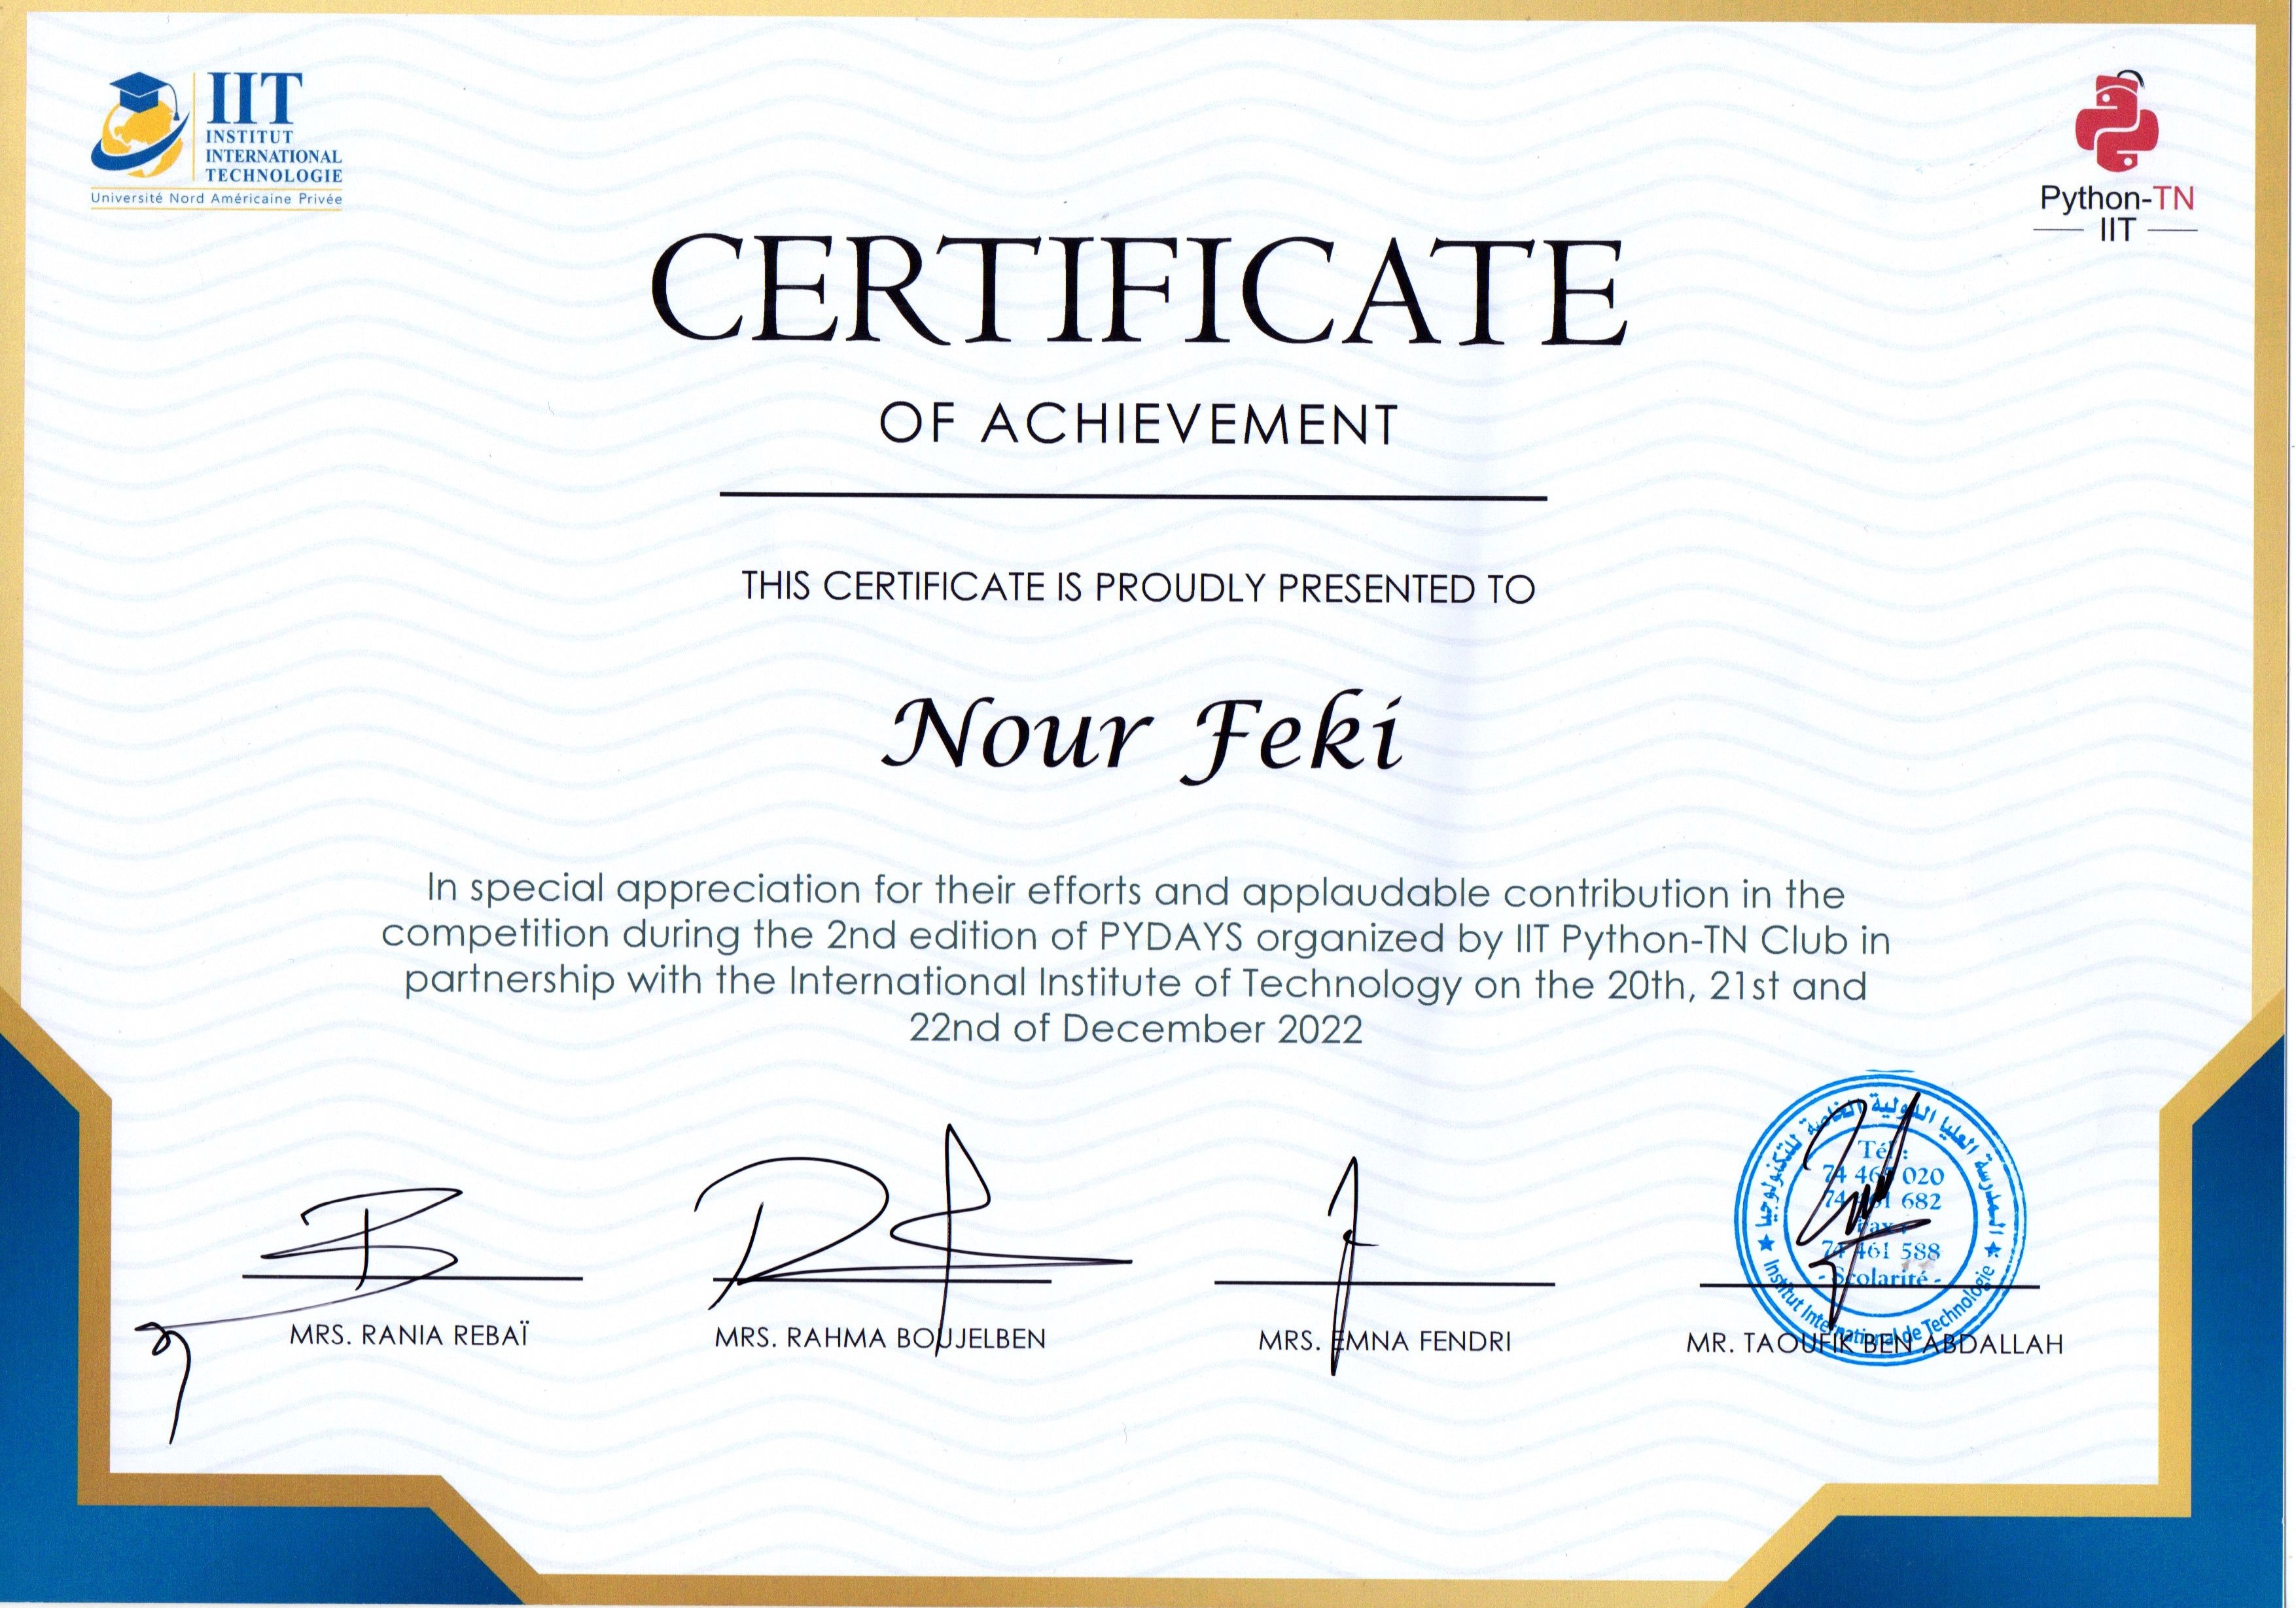 IIT
INSTITUT
INTERNATIONAL
TECHNOLOGIE
Université Nord Américaine Privée
Python-TN
IIT
CERTIFICATE
OF ACHIEVEMENT
THIS CERTIFICATE IS PROUDLY PRESENTED TO
Nour Feki
In special appreciation for their efforts and applaudable contribution in the
competition during the 2nd edition of PYDAYS organized by IIT Python-TN Club in
partnership with the International Institute of Technology on the 20th, 21st and
22nd of December 2022
المدرسة العليا الدولية الخاصة للتكنولوجيا
Tél :
74 020
74 682
Fax :
74 461 588
- Scolarité -
Institut International de Technologie
MRS. RANIA REBAÏ
MRS. RAHMA BOUJELBEN
MRS. EMNA FENDRI
MR. TAOUFIK BEN ABDALLAH